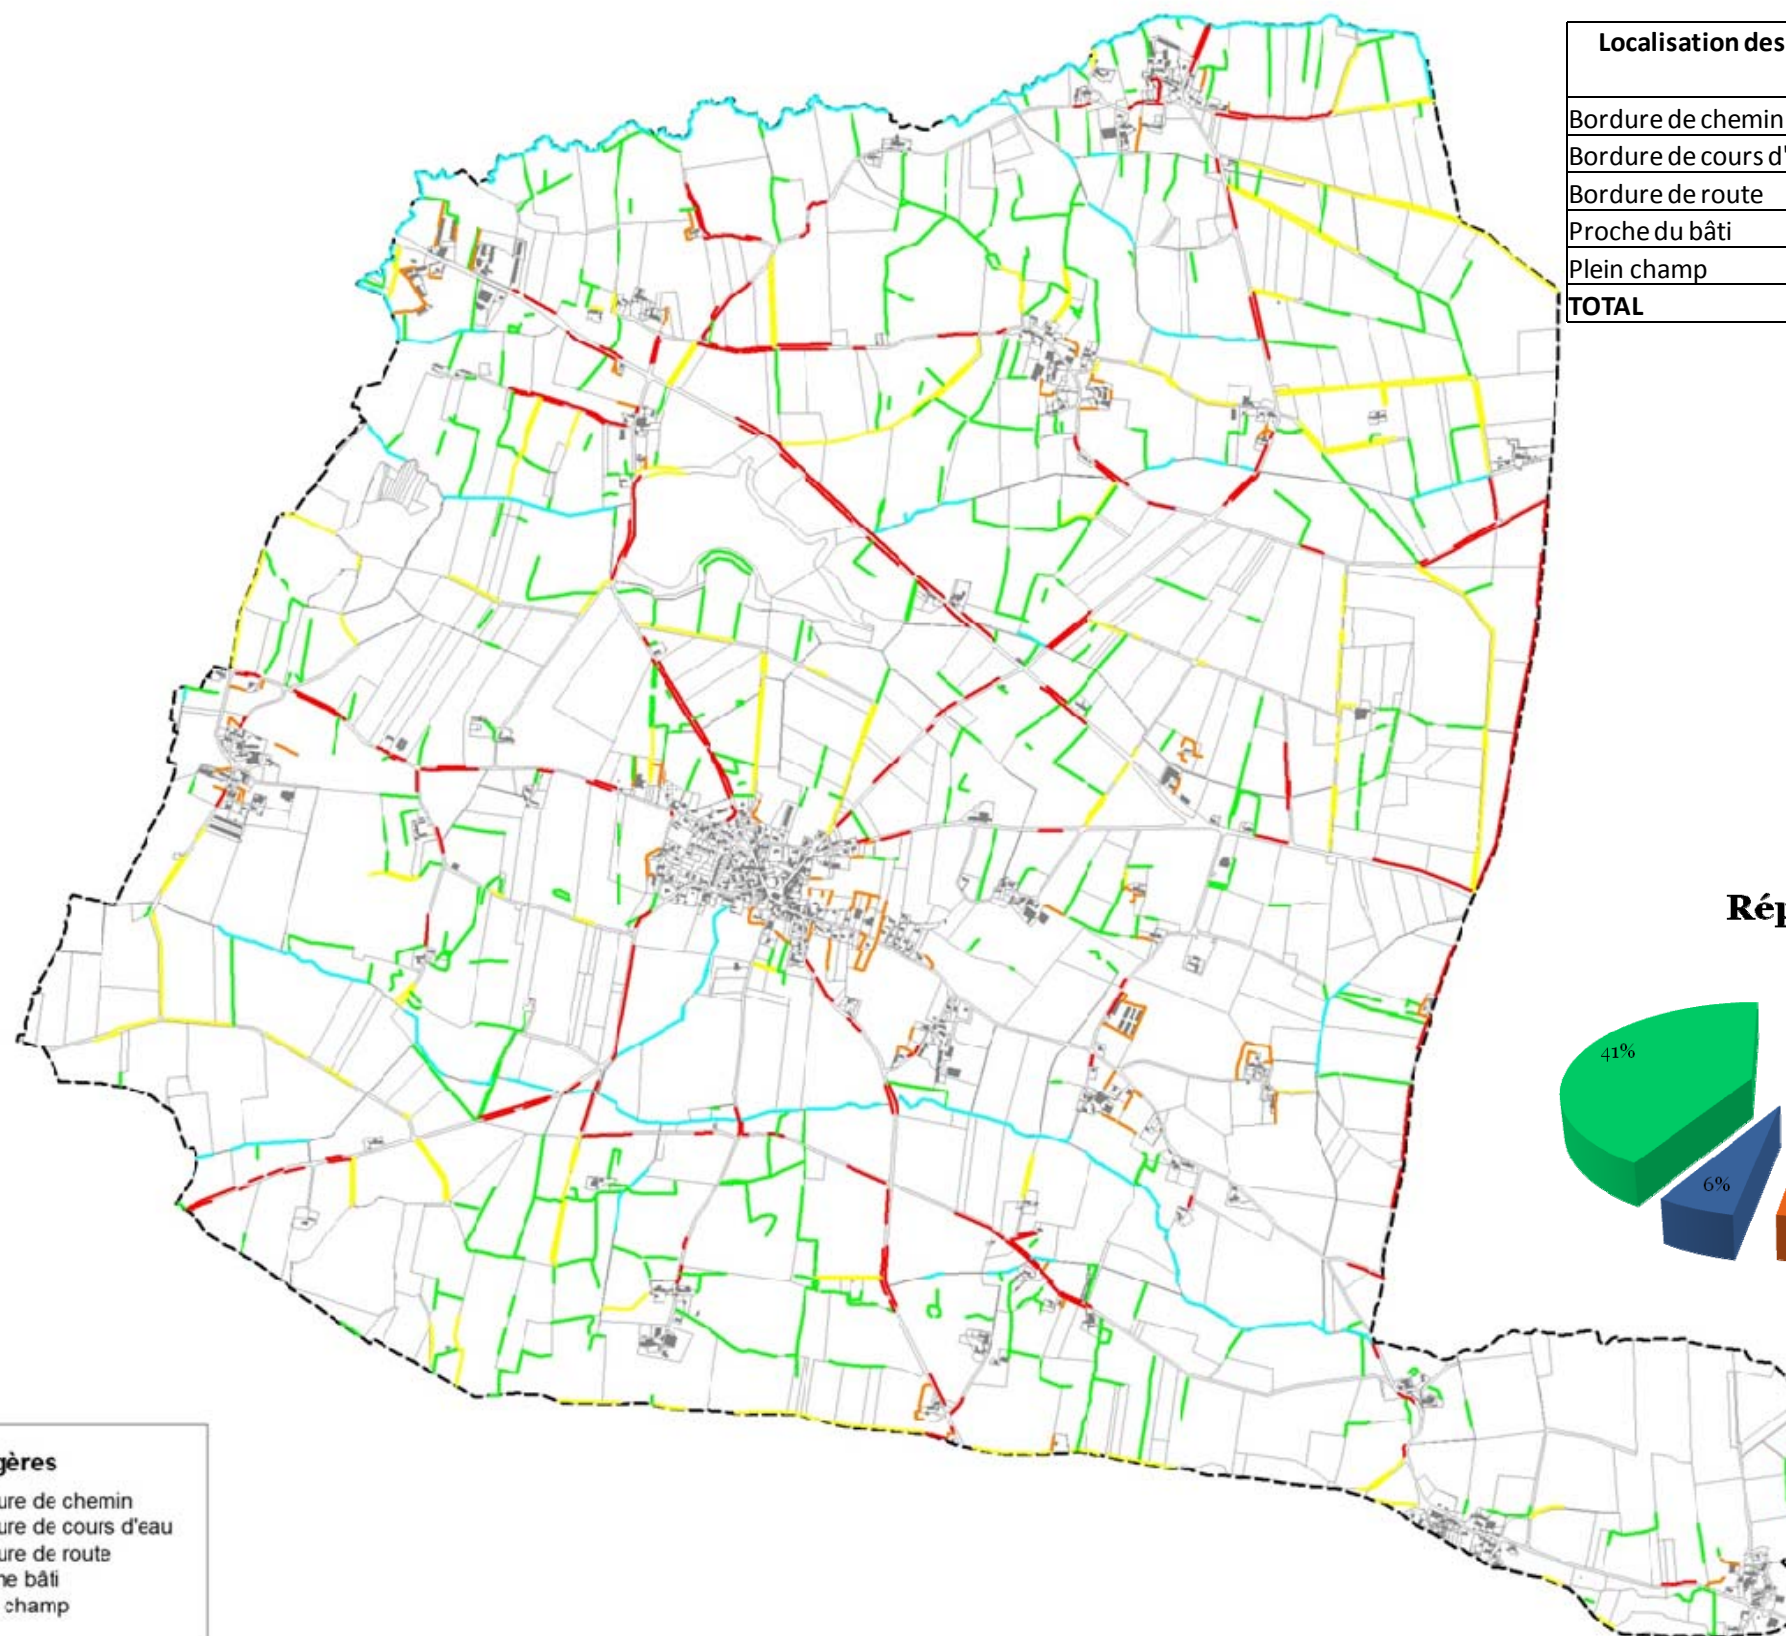 Localisation des
Bordure de chemin
Bordure de cours d'
Bordure de route
Proche du bâti
Plein champ
TOTAL
Rép
41%
6%
gères
ure de chemin
ure de cours d'eau
ure de route
ne bâti
champ